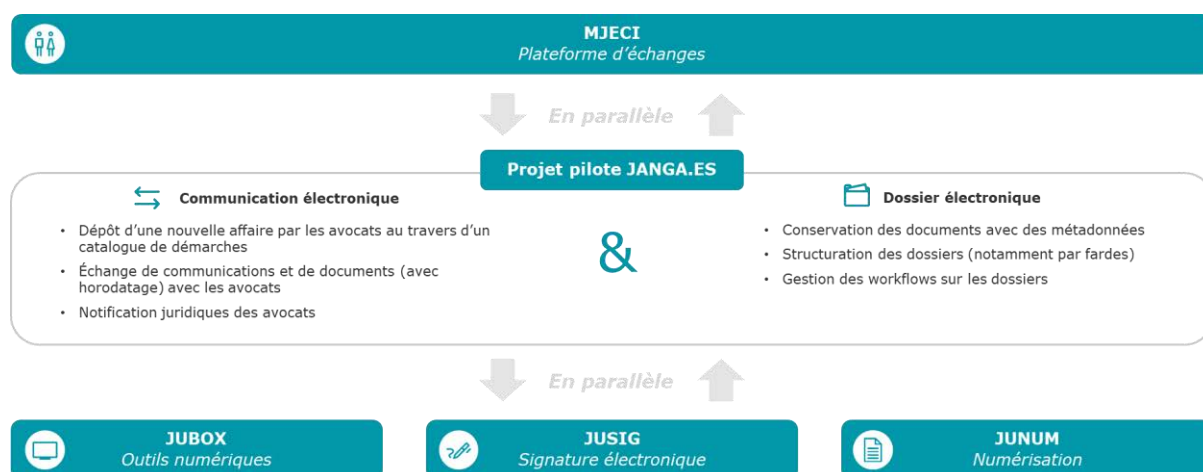 MJECI
Plateforme d'échanges
En parallèle
Projet pilote JANGA.ES
Communication électronique
• Dépôt d'une nouvelle affaire par les avocats au travers d'un
catalogue de démarches
• Échange de communications et de documents (avec
horodatage) avec les avocats
• Notification juridiques des avocats
&
Dossier électronique
• Conservation des documents avec des métadonnées
• Structuration des dossiers (notamment par fardes)
• Gestion des workflows sur les dossiers
En parallèle
JUBOX
Outils numériques
JUSIG
Signature électronique
JUNUM
Numérisation